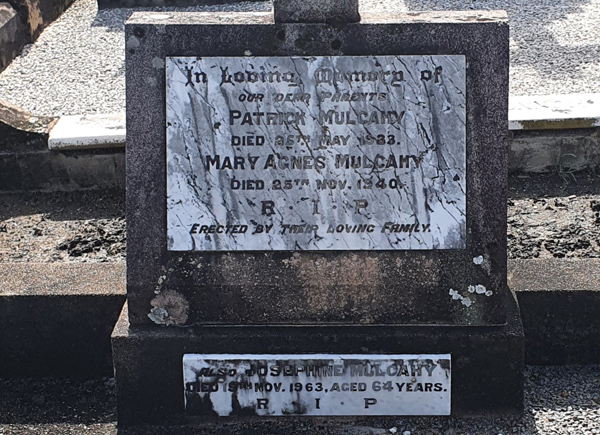 In Loving Memory of
OUR DEAR PARENTS
PATRICK MULCAHY
DIED 25TH MAY 1933.
MARY AGNES MULCAHY
DIED 25TH NOV. 1940.
R . I . P
ERECTED BY THEIR LOVING FAMILY.
ALSO JOSEPHINE MULCAHY
DIED 19TH NOV. 1963, AGED 64 YEARS.
R . I . P